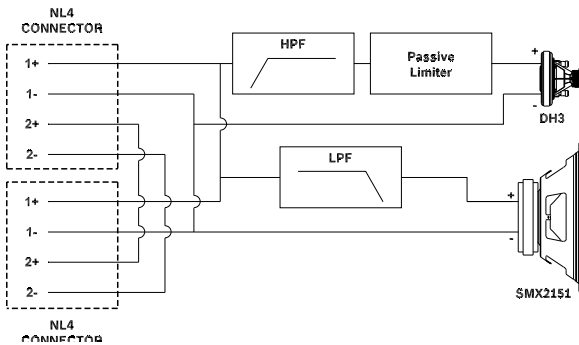 NL4
CONNECTOR
1+
1-
2+
2-
1+
1-
2+
2-
NL4
CONNECTOR
HPF
Passive
Limiter
+
-
DH3
LPF
+
-
SMX2151